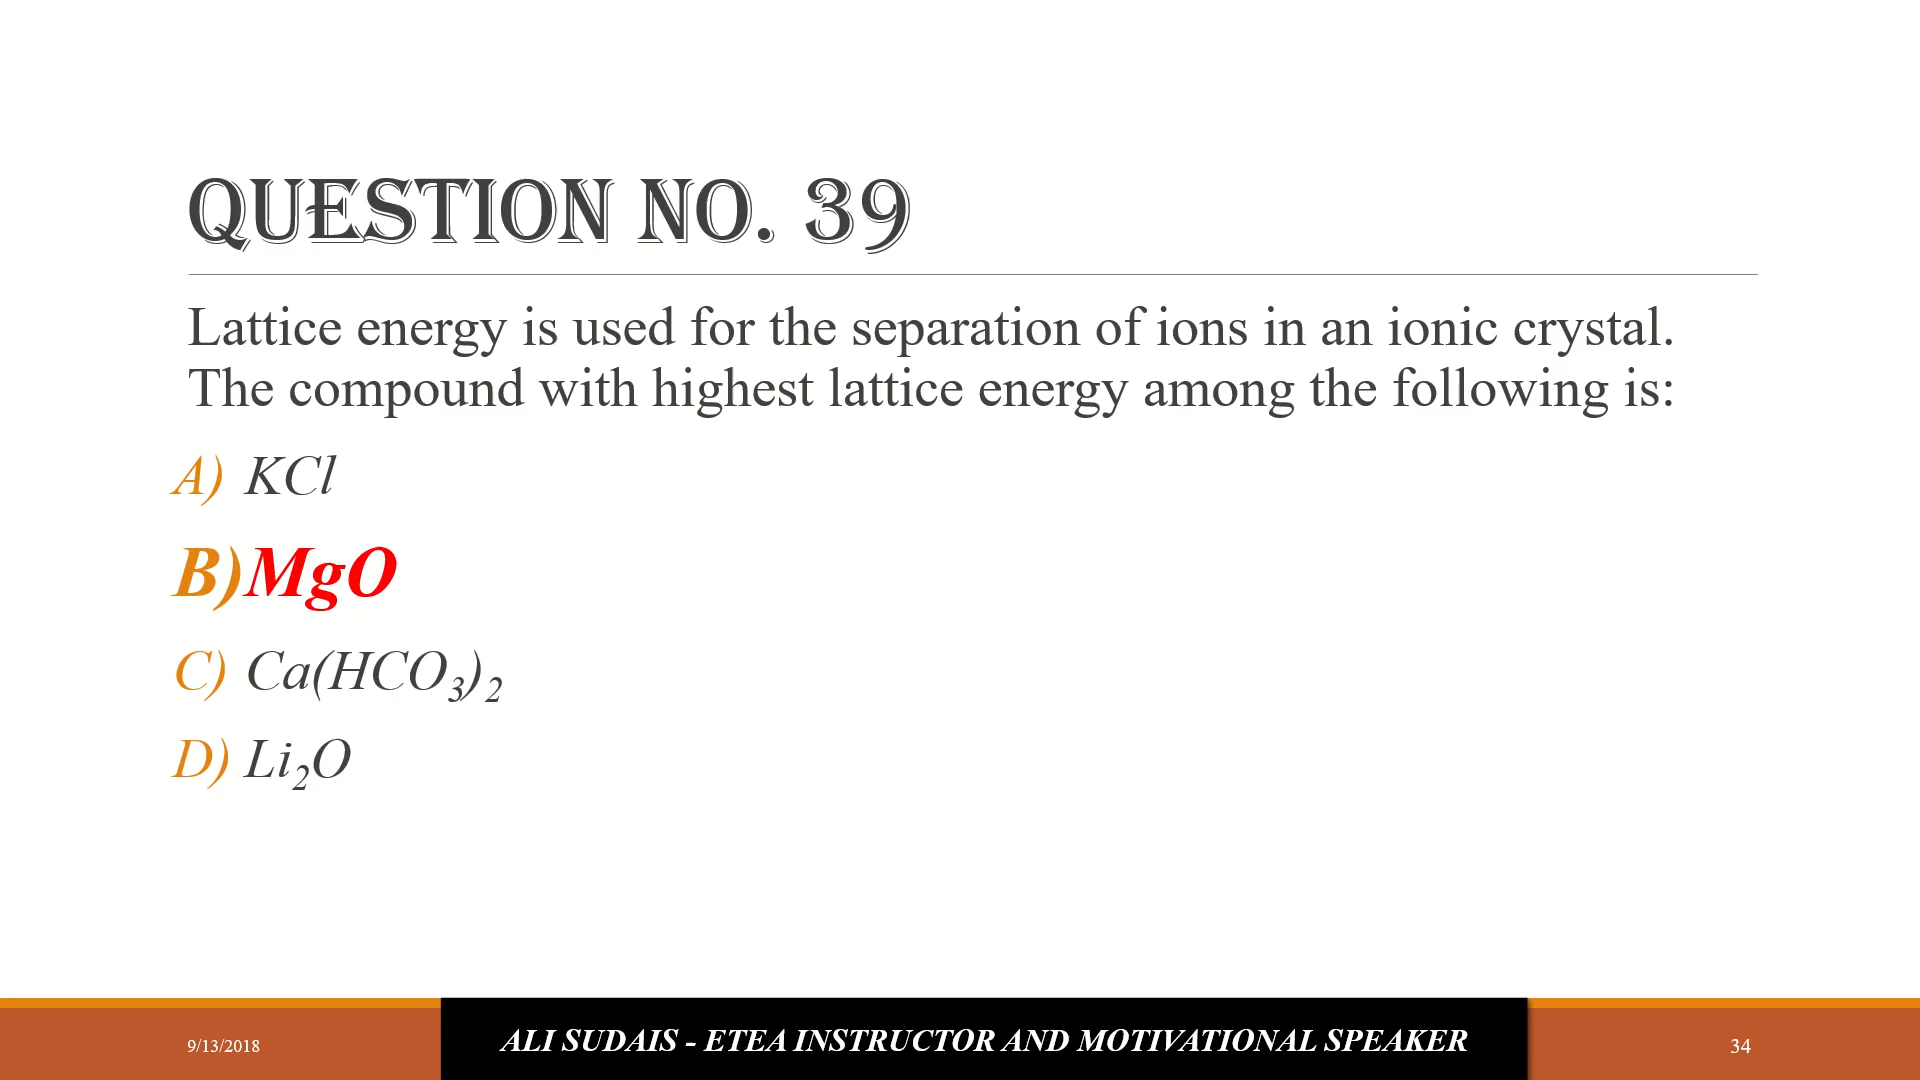 QUESTION NO. 39
Lattice energy is used for the separation of ions in an ionic crystal.
The compound with highest lattice energy among the following is:
A) KCl
B)MgO
C) Ca(HCO₃)₂
D) Li₂O
9/13/2018
ALI SUDAIS - ETEA INSTRUCTOR AND MOTIVATIONAL SPEAKER
34